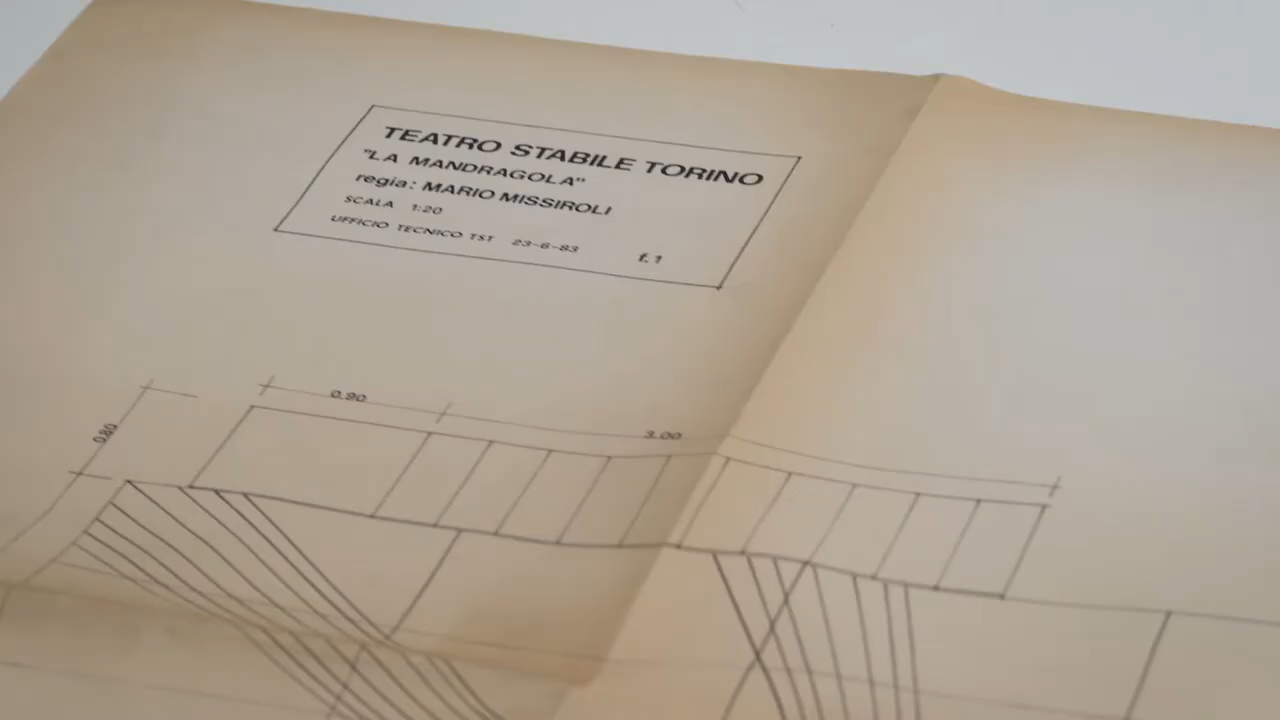 TEATRO STABILE TORINO
"LA MANDRAGOLA"
regia: MARIO MISSIROLI
SCALA 1:20
UFFICIO TECNICO TST 23-6-83 f.1
0.90
3.00
0.80